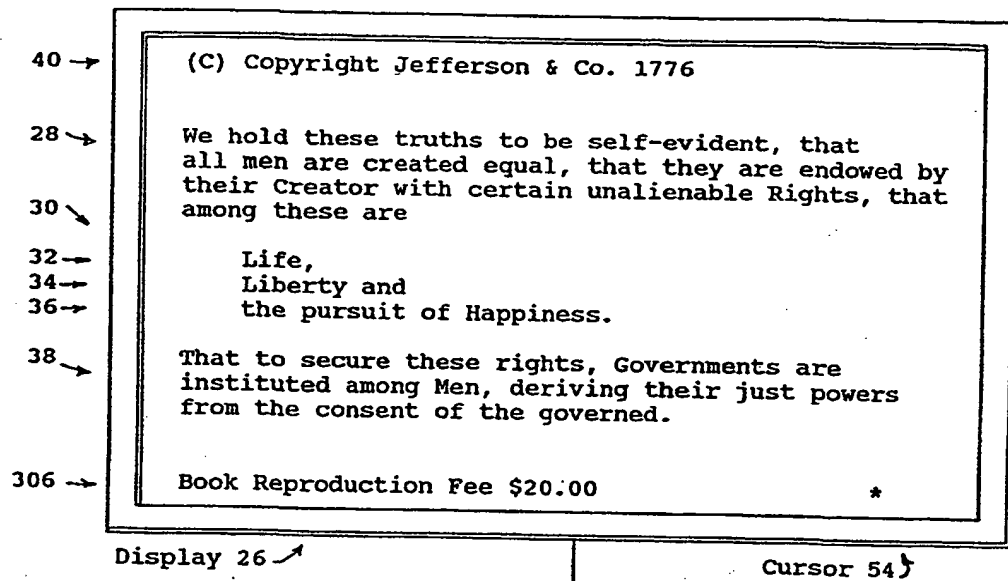 40 → (C) Copyright Jefferson & Co. 1776
28 → We hold these truths to be self-evident, that
all men are created equal, that they are endowed by
their Creator with certain unalienable Rights, that
30 → among these are
32 → Life,
34 → Liberty and
36 → the pursuit of Happiness.
38 → That to secure these rights, Governments are
instituted among Men, deriving their just powers
from the consent of the governed.
306 → Book Reproduction Fee $20.00 *
Display 26 Cursor 54